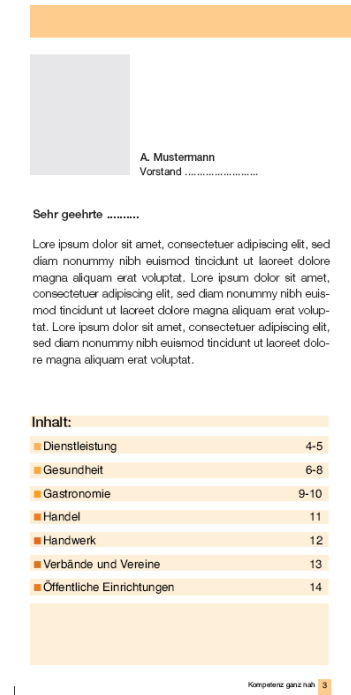 A. Mustermann
Vorstand .........................
Sehr geehrte ..........
Lore ipsum dolor sit amet, consectetuer adipiscing elit, sed
diam nonummy nibh euismod tincidunt ut laoreet dolore
magna aliquam erat voluptat. Lore ipsum dolor sit amet,
consectetuer adipiscing elit, sed diam nonummy nibh euis-
mod tincidunt ut laoreet dolore magna aliquam erat volup-
tat. Lore ipsum dolor sit amet, consectetuer adipiscing elit,
sed diam nonummy nibh euismod tincidunt ut laoreet dolo-
re magna aliquam erat voluptat.
Inhalt:
Dienstleistung 4-5
Gesundheit 6-8
Gastronomie 9-10
Handel 11
Handwerk 12
Verbände und Vereine 13
Öffentliche Einrichtungen 14
Kompetenz ganz nah 3